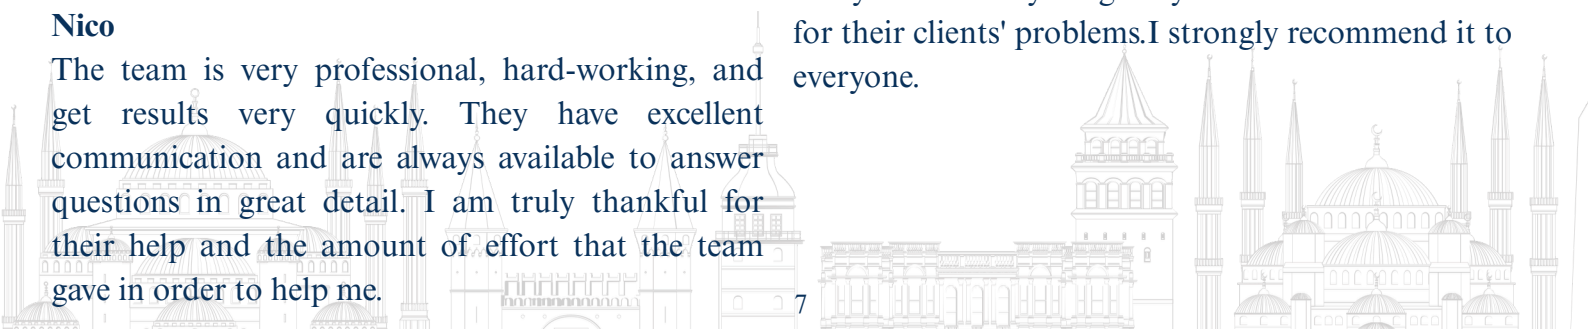 Nico
The team is very professional, hard-working, and
get results very quickly. They have excellent
communication and are always available to answer
questions in great detail. I am truly thankful for
their help and the amount of effort that the team
gave in order to help me.
for their clients' problems.I strongly recommend it to
everyone.
7